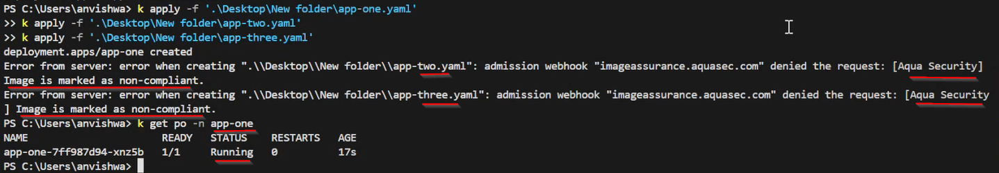 PS C:\Users\anvishwa> k apply -f '.\Desktop\New folder\app-one.yaml'
>> k apply -f '.\Desktop\New folder\app-two.yaml'
>> k apply -f '.\Desktop\New folder\app-three.yaml'
deployment.apps/app-one created
Error from server: error when creating ".\\Desktop\\New folder\\app-two.yaml": admission webhook "imageassurance.aquasec.com" denied the request: [Aqua Security]
Image is marked as non-compliant.
Error from server: error when creating ".\\Desktop\\New folder\\app-three.yaml": admission webhook "imageassurance.aquasec.com" denied the request: [Aqua Security
] Image is marked as non-compliant.
PS C:\Users\anvishwa> k get po -n app-one
NAME READY STATUS RESTARTS AGE
app-one-7ff987d94-xnz5b 1/1 Running 0 17s
PS C:\Users\anvishwa>